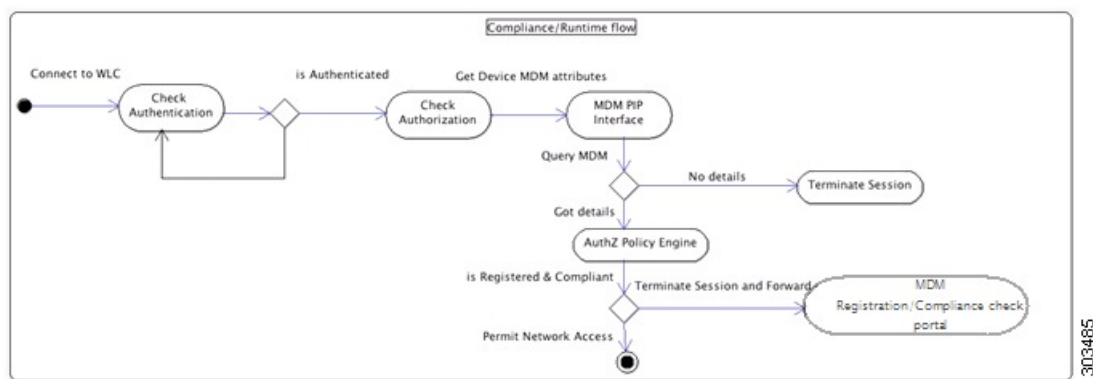 Compliance/Runtime flow
Connect to WLC
is Authenticated
Get Device MDM attributes
Check
Authentication
Check
Authorization
MDM PIP
Interface
Query MDM
No details
Terminate Session
Got details
AuthZ Policy Engine
is Registered & Compliant
Terminate Session and Forward
MDM
Registration/Compliance check
portal
Permit Network Access
303485